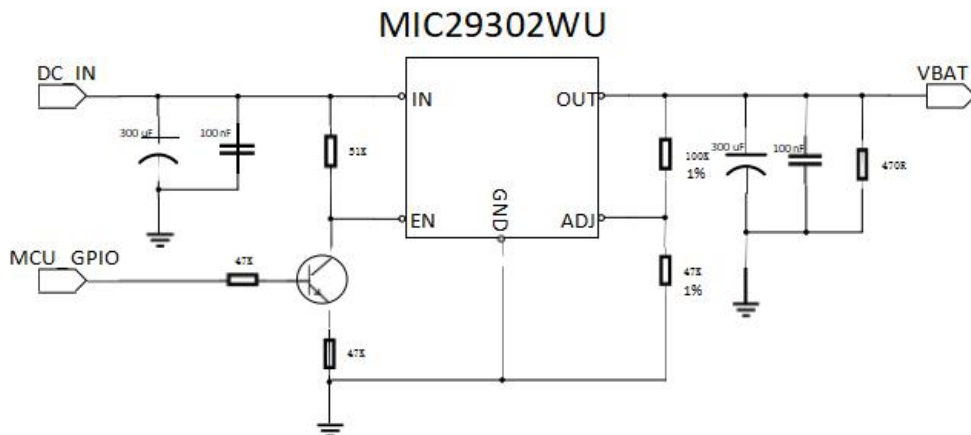 MIC29302WU
DC_IN
VBAT
IN
OUT
300 uF
100 nF
51K
100K
1%
300 uF
100 nF
470R
EN
GND
ADJ
MCU_GPIO
47K
47K
1%
47K